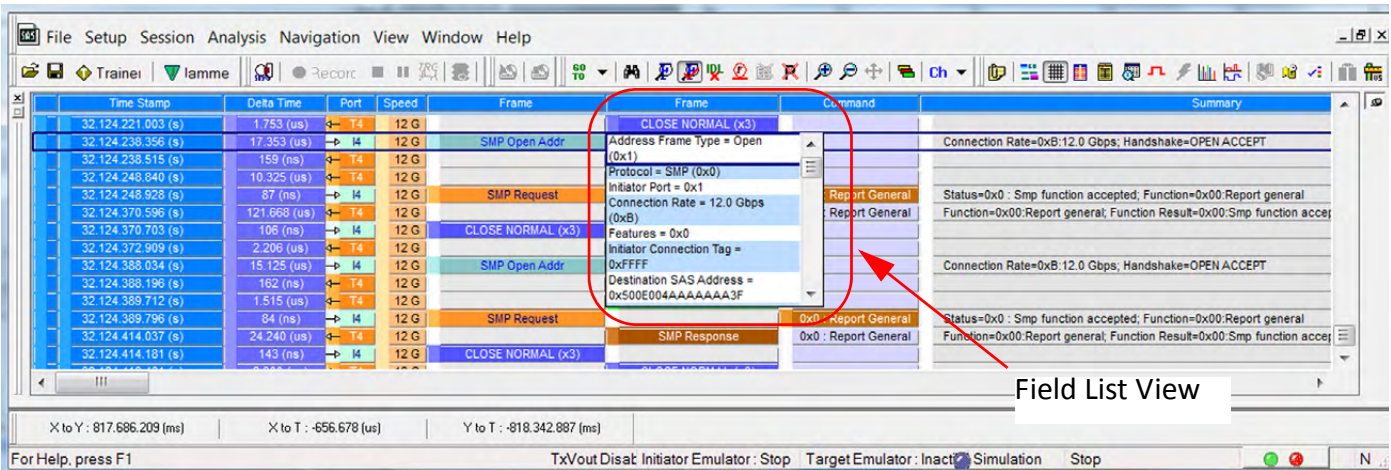 SAS File Setup Session Analysis Navigation View Window Help
Trainer Jamme Record GO TO Ch
Time Stamp Delta Time Port Speed Frame Frame Command Summary
32.124.221.003 (s) 1.753 (us) T4 12 G CLOSE NORMAL (x3)
32.124.238.356 (s) 17.353 (us) I4 12 G SMP Open Addr Connection Rate=0xB:12.0 Gbps; Handshake=OPEN ACCEPT
32.124.238.515 (s) 159 (ns) T4 12 G
32.124.248.840 (s) 10.325 (us) T4 12 G
32.124.248.928 (s) 87 (ns) I4 12 G SMP Request Report General Status=0x0 : Smp function accepted; Function=0x00:Report general
32.124.370.596 (s) 121.668 (us) T4 12 G : Report General Function=0x00:Report general; Function Result=0x00:Smp function accep
32.124.370.703 (s) 106 (ns) I4 12 G CLOSE NORMAL (x3)
32.124.372.909 (s) 2.206 (us) T4 12 G
32.124.388.034 (s) 15.125 (us) I4 12 G SMP Open Addr Connection Rate=0xB:12.0 Gbps; Handshake=OPEN ACCEPT
32.124.388.196 (s) 162 (ns) T4 12 G
32.124.389.712 (s) 1.515 (us) T4 12 G
32.124.389.796 (s) 84 (ns) I4 12 G SMP Request 0x0 : Report General Status=0x0 : Smp function accepted; Function=0x00:Report general
32.124.414.037 (s) 24.240 (us) T4 12 G SMP Response 0x0 : Report General Function=0x00:Report general; Function Result=0x00:Smp function accep
32.124.414.181 (s) 143 (ns) I4 12 G CLOSE NORMAL (x3)
Address Frame Type = Open
(0x1)
Protocol = SMP (0x0)
Initiator Port = 0x1
Connection Rate = 12.0 Gbps
(0xB)
Features = 0x0
Initiator Connection Tag =
0xFFFF
Destination SAS Address =
0x500E004AAAAAAA3F
Field List View
X to Y : 817.686.209 (ms) X to T : -656.678 (us) Y to T : -818.342.887 (ms)
For Help, press F1 TxVout Disab Initiator Emulator : Stop Target Emulator : Inacti Simulation Stop N